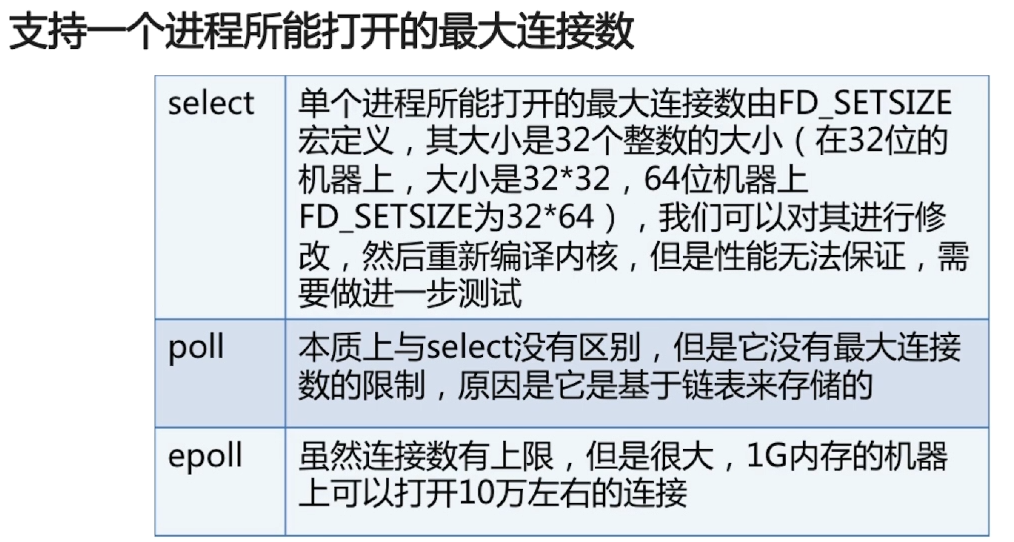 支持一个进程所能打开的最大连接数
select
单个进程所能打开的最大连接数由FD_SETSIZE
宏定义，其大小是32个整数的大小（在32位的
机器上，大小是32*32，64位机器上
FD_SETSIZE为32*64），我们可以对其进行修
改，然后重新编译内核，但是性能无法保证，需
要做进一步测试
poll
本质上与select没有区别，但是它没有最大连接
数的限制，原因是它是基于链表来存储的
epoll
虽然连接数有上限，但是很大，1G内存的机器
上可以打开10万左右的连接